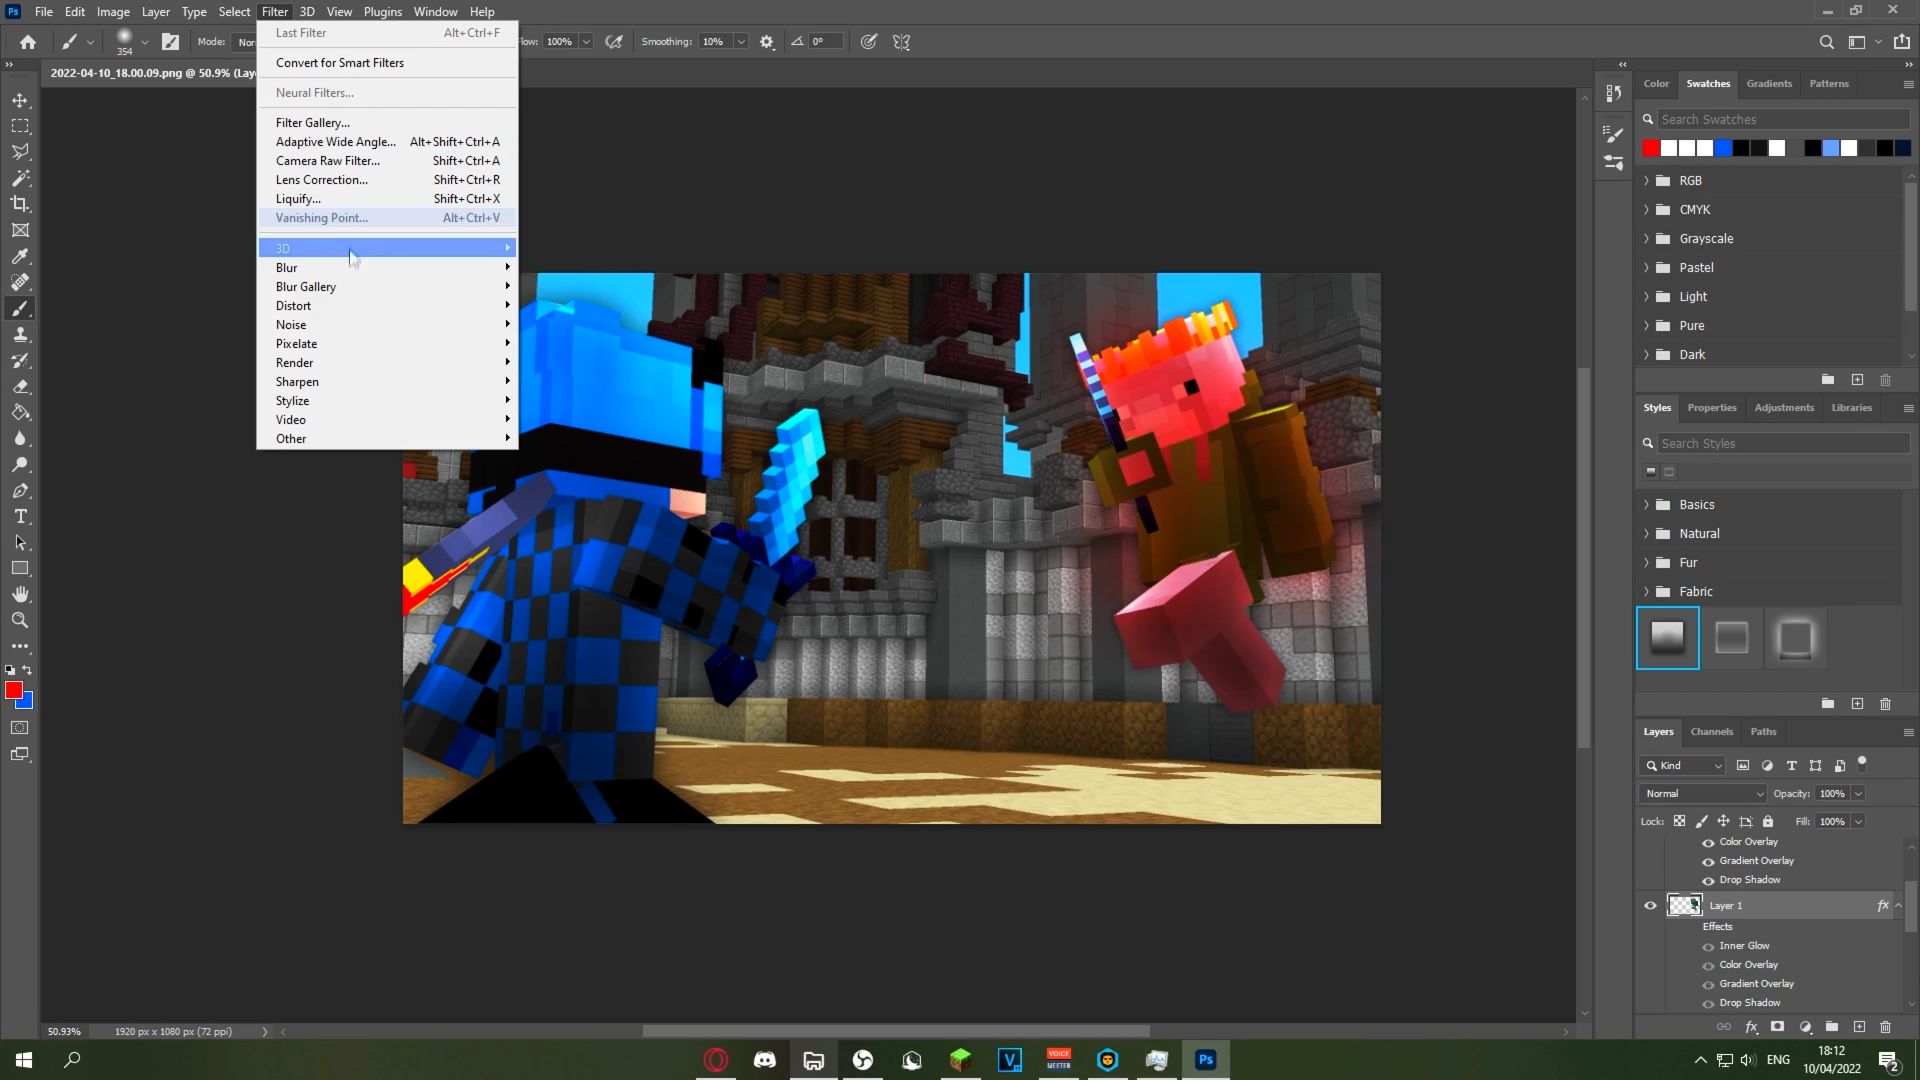 Ps File Edit Image Layer Type Select Filter 3D View Plugins Window Help
354 Mode: Flow: 100% Smoothing: 10% 0°
2022-04-10_18.00.09.png @ 50.9%
Last Filter Alt+Ctrl+F
Convert for Smart Filters
Neural Filters...
Filter Gallery...
Adaptive Wide Angle... Alt+Shift+Ctrl+A
Camera Raw Filter... Shift+Ctrl+A
Lens Correction... Shift+Ctrl+R
Liquify... Shift+Ctrl+X
Vanishing Point... Alt+Ctrl+V
3D
Blur
Blur Gallery
Distort
Noise
Pixelate
Render
Sharpen
Stylize
Video
Other
Color Swatches Gradients Patterns
Search Swatches
RGB
CMYK
Grayscale
Pastel
Light
Pure
Dark
Styles Properties Adjustments Libraries
Search Styles
Basics
Natural
Fur
Fabric
Layers Channels Paths
Kind
Normal Opacity: 100%
Lock: Fill: 100%
Color Overlay
Gradient Overlay
Drop Shadow
Layer 1 fx
Effects
Inner Glow
Color Overlay
Gradient Overlay
Drop Shadow
fx
50.93% 1920 px x 1080 px (72 ppi)
V VOICE MEETER Ps
ENG 18:12
10/04/2022 2